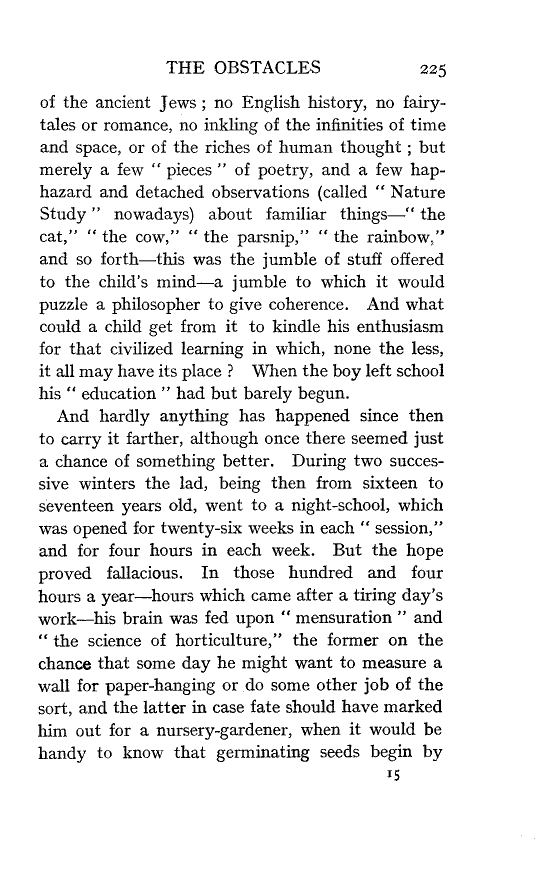 THE OBSTACLES 225
of the ancient Jews ; no English history, no fairy-
tales or romance, no inkling of the infinities of time
and space, or of the riches of human thought ; but
merely a few “ pieces ” of poetry, and a few hap-
hazard and detached observations (called “ Nature
Study ” nowadays) about familiar things—“ the
cat,” “ the cow,” “ the parsnip,” “ the rainbow,”
and so forth—this was the jumble of stuff offered
to the child’s mind—a jumble to which it would
puzzle a philosopher to give coherence. And what
could a child get from it to kindle his enthusiasm
for that civilized learning in which, none the less,
it all may have its place ? When the boy left school
his “ education ” had but barely begun.
And hardly anything has happened since then
to carry it farther, although once there seemed just
a chance of something better. During two succes-
sive winters the lad, being then from sixteen to
seventeen years old, went to a night-school, which
was opened for twenty-six weeks in each “ session,”
and for four hours in each week. But the hope
proved fallacious. In those hundred and four
hours a year—hours which came after a tiring day’s
work—his brain was fed upon “ mensuration ” and
“ the science of horticulture,” the former on the
chance that some day he might want to measure a
wall for paper-hanging or do some other job of the
sort, and the latter in case fate should have marked
him out for a nursery-gardener, when it would be
handy to know that germinating seeds begin by
15